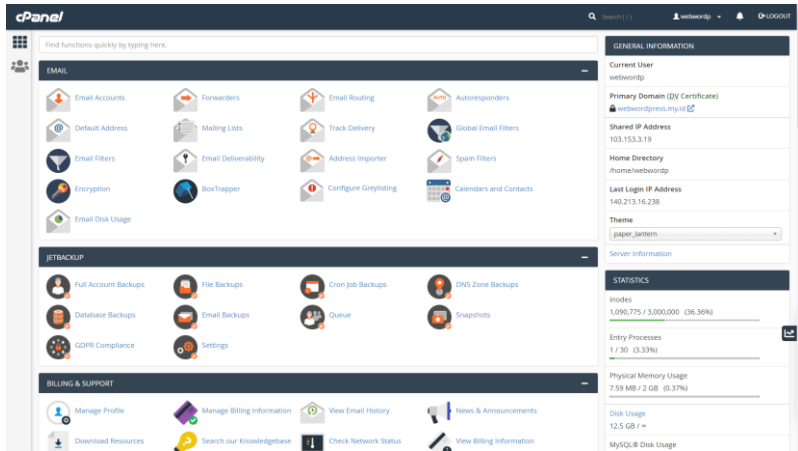 cPanel
Search ( / )
webwordp
LOGOUT
Find functions quickly by typing here.
EMAIL
Email Accounts
Forwarders
Email Routing
AUTO
Autoresponders
Default Address
Mailing Lists
Track Delivery
Global Email Filters
Email Filters
Email Deliverability
Address Importer
Spam Filters
Encryption
BoxTrapper
Configure Greylisting
Calendars and Contacts
Email Disk Usage
JETBACKUP
Full Account Backups
File Backups
Cron Job Backups
DNS Zone Backups
Database Backups
Email Backups
Queue
Snapshots
GDPR Compliance
Settings
BILLING & SUPPORT
Manage Profile
Manage Billing Information
View Email History
News & Announcements
Download Resources
Search our Knowledgebase
Check Network Status
View Billing Information
GENERAL INFORMATION
Current User
webwordp
Primary Domain (DV Certificate)
webwordpress.my.id
Shared IP Address
103.153.3.19
Home Directory
/home/webwordp
Last Login IP Address
140.213.16.238
Theme
paper_lantern
Server Information
STATISTICS
Inodes
1,090,775 / 3,000,000 (36.36%)
Entry Processes
1 / 30 (3.33%)
Physical Memory Usage
7.59 MB / 2 GB (0.37%)
Disk Usage
12.5 GB / ∞
MySQL® Disk Usage